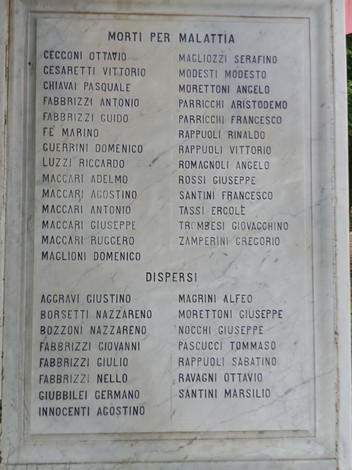 MORTI PER MALATTIA
CECCONI OTTAVIO
CESARETTI VITTORIO
CHIAVAI PASQUALE
FABBRIZZI ANTONIO
FABBRIZZI GUIDO
FÈ MARINO
GUERRINI DOMENICO
LUZZI RICCARDO
MACCARI ADELMO
MACCARI AGOSTINO
MACCARI ANTONIO
MACCARI GIUSEPPE
MACCARI RUGGERO
MAGLIONI DOMENICO
MAGLIOZZI SERAFINO
MODESTI MODESTO
MORETTONI ANGELO
PARRICCHI ARISTODEMO
PARRICCHI FRANCESCO
RAPPUOLI RINALDO
RAPPUOLI VITTORIO
ROMAGNOLI ANGELO
ROSSI GIUSEPPE
SANTINI FRANCESCO
TASSI ERCOLE
TROMBESI GIOVACCHINO
ZAMPERINI GREGORIO
DISPERSI
AGGRAVI GIUSTINO
BORSETTI NAZZARENO
BOZZONI NAZZARENO
FABBRIZZI GIOVANNI
FABBRIZZI GIULIO
FABBRIZZI NELLO
GIUBBILEI GERMANO
INNOCENTI AGOSTINO
MAGRINI ALFEO
MORETTONI GIUSEPPE
NOCCHI GIUSEPPE
PASCUCCI TOMMASO
RAPPUOLI SABATINO
RAVAGNI OTTAVIO
SANTINI MARSILIO